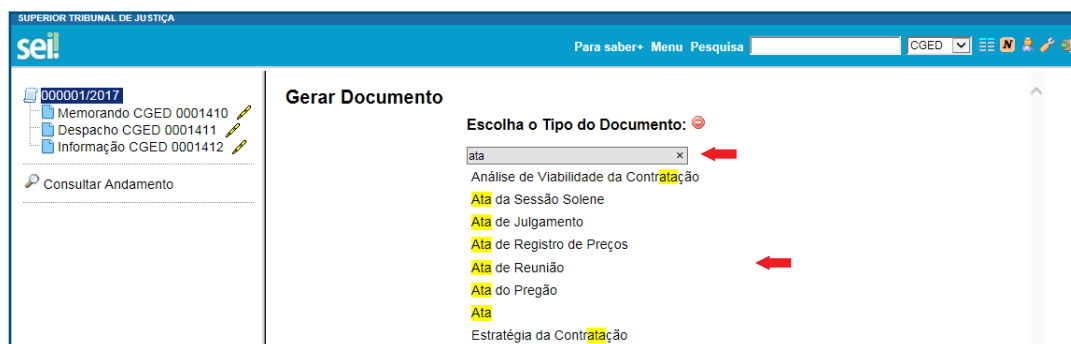 SUPERIOR TRIBUNAL DE JUSTIÇA
sei!
Para saber+ Menu Pesquisa
CGED
N
000001/2017
Memorando CGED 0001410
Despacho CGED 0001411
Informação CGED 0001412
Consultar Andamento
Gerar Documento
Escolha o Tipo do Documento:
ata ×
Análise de Viabilidade da Contratação
Ata da Sessão Solene
Ata de Julgamento
Ata de Registro de Preços
Ata de Reunião
Ata do Pregão
Ata
Estratégia da Contratação